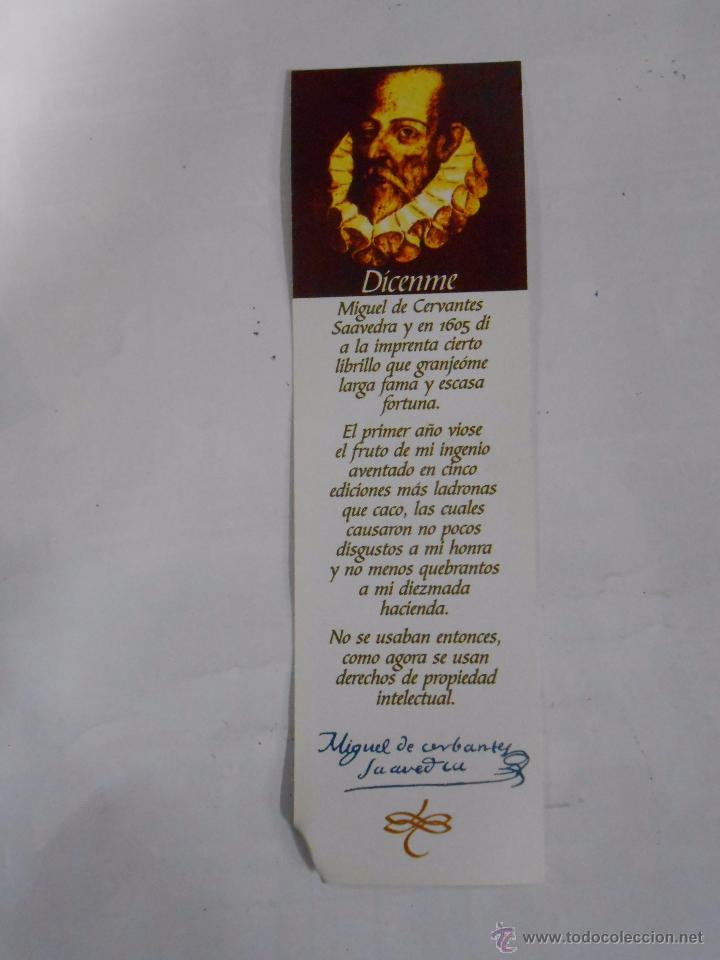 Dícenme
Miguel de Cervantes
Saavedra y en 1605 di
a la imprenta cierto
librillo que granjeóme
larga fama y escasa
fortuna.
El primer año viose
el fruto de mi ingenio
aventado en cinco
ediciones más ladronas
que caco, las cuales
causaron no pocos
disgustos a mi honra
y no menos quebrantos
a mi diezmada
hacienda.
No se usaban entonces,
como agora se usan
derechos de propiedad
intelectual.
Miguel de cerbantes
Saavedra
© www.todocoleccion.net